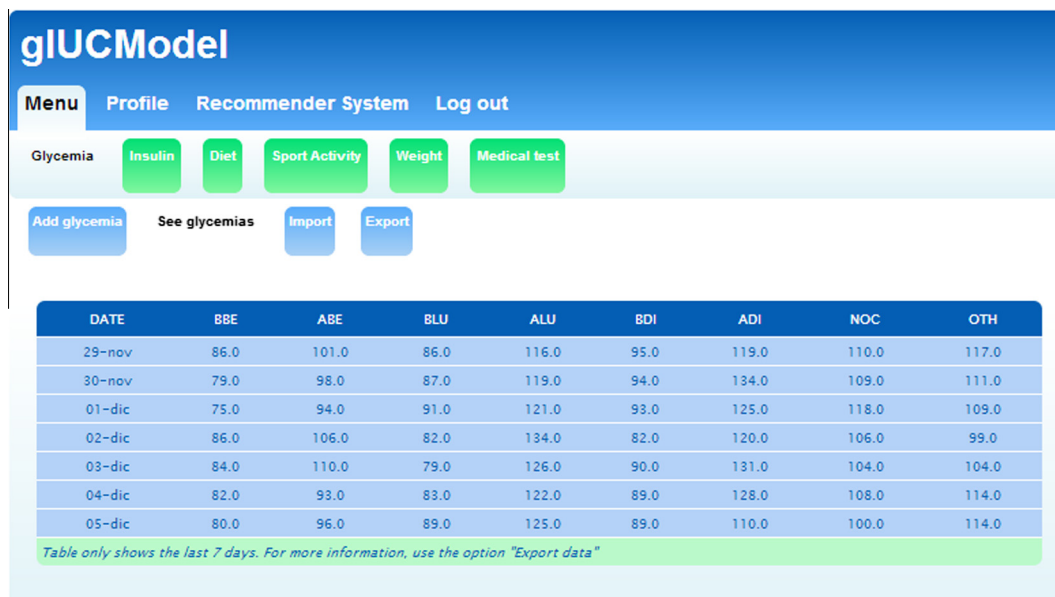 glUCModel
Menu Profile Recommender System Log out
Glycemia Insulin Diet Sport Activity Weight Medical test
Add glycemia See glycemias Import Export
DATE BBE ABE BLU ALU BDI ADI NOC OTH
29-nov 86.0 101.0 86.0 116.0 95.0 119.0 110.0 117.0
30-nov 79.0 98.0 87.0 119.0 94.0 134.0 109.0 111.0
01-dic 75.0 94.0 91.0 121.0 93.0 125.0 118.0 109.0
02-dic 86.0 106.0 82.0 134.0 82.0 120.0 106.0 99.0
03-dic 84.0 110.0 79.0 126.0 90.0 131.0 104.0 104.0
04-dic 82.0 93.0 83.0 122.0 89.0 128.0 108.0 114.0
05-dic 80.0 96.0 89.0 125.0 89.0 110.0 100.0 114.0
Table only shows the last 7 days. For more information, use the option "Export data"